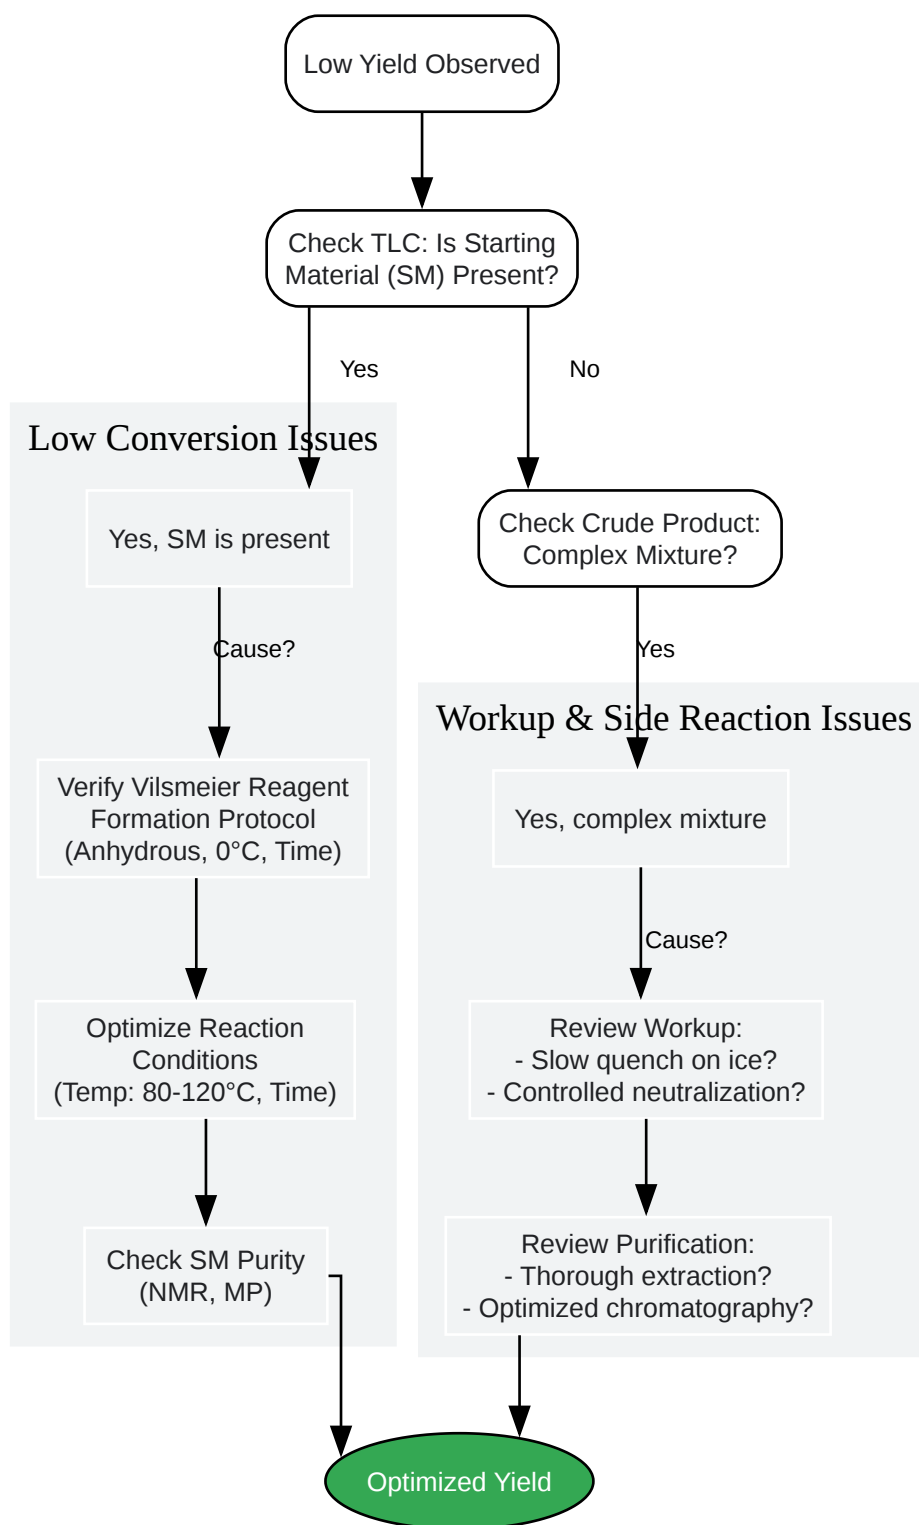 Low Yield Observed
Check TLC: Is Starting
Material (SM) Present?
Yes
No
Low Conversion Issues
Yes, SM is present
Cause?
Verify Vilsmeier Reagent
Formation Protocol
(Anhydrous, 0°C, Time)
Optimize Reaction
Conditions
(Temp: 80-120°C, Time)
Check SM Purity
(NMR, MP)
Check Crude Product:
Complex Mixture?
Yes
Workup & Side Reaction Issues
Yes, complex mixture
Cause?
Review Workup:
- Slow quench on ice?
- Controlled neutralization?
Review Purification:
- Thorough extraction?
- Optimized chromatography?
Optimized Yield